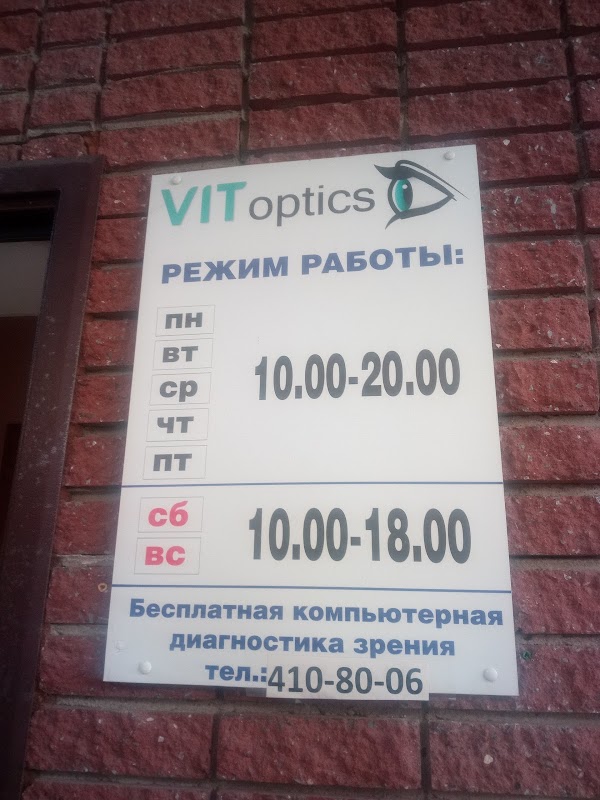 VIToptics
РЕЖИМ РАБОТЫ:
пн
вт
ср
чт
пт
10.00-20.00
сб
вс
10.00-18.00
Бесплатная компьютерная
диагностика зрения
тел.:410-80-06